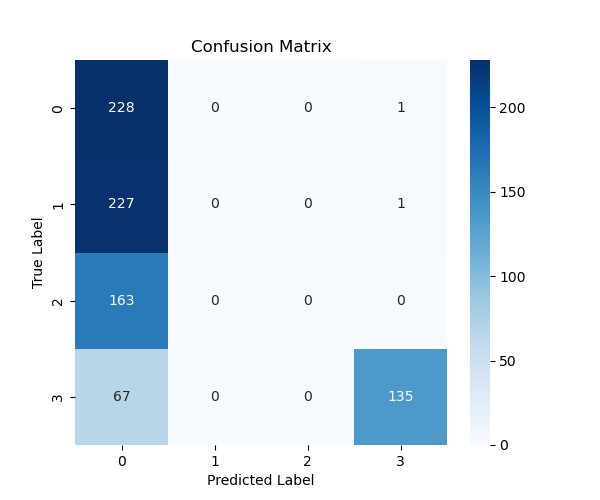 Confusion Matrix
True Label
0 228 0 0 1
1 227 0 0 1
2 163 0 0 0
3 67 0 0 135
0 1 2 3
Predicted Label
200
150
100
50
0